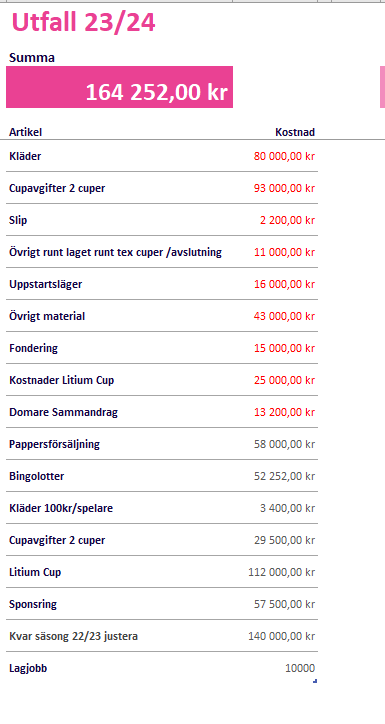 Utfall 23/24
Summa
164 252,00 kr
Artikel Kostnad
Kläder 80 000,00 kr
Cupavgifter 2 cuper 93 000,00 kr
Slip 2 200,00 kr
Övrigt runt laget runt tex cuper /avslutning 11 000,00 kr
Uppstartsläger 16 000,00 kr
Övrigt material 43 000,00 kr
Fondering 15 000,00 kr
Kostnader Litium Cup 25 000,00 kr
Domare Sammandrag 13 200,00 kr
Pappersförsäljning 58 000,00 kr
Bingolotter 52 252,00 kr
Kläder 100kr/spelare 3 400,00 kr
Cupavgifter 2 cuper 29 500,00 kr
Litium Cup 112 000,00 kr
Sponsring 57 500,00 kr
Kvar säsong 22/23 justera 140 000,00 kr
Lagjobb 10000